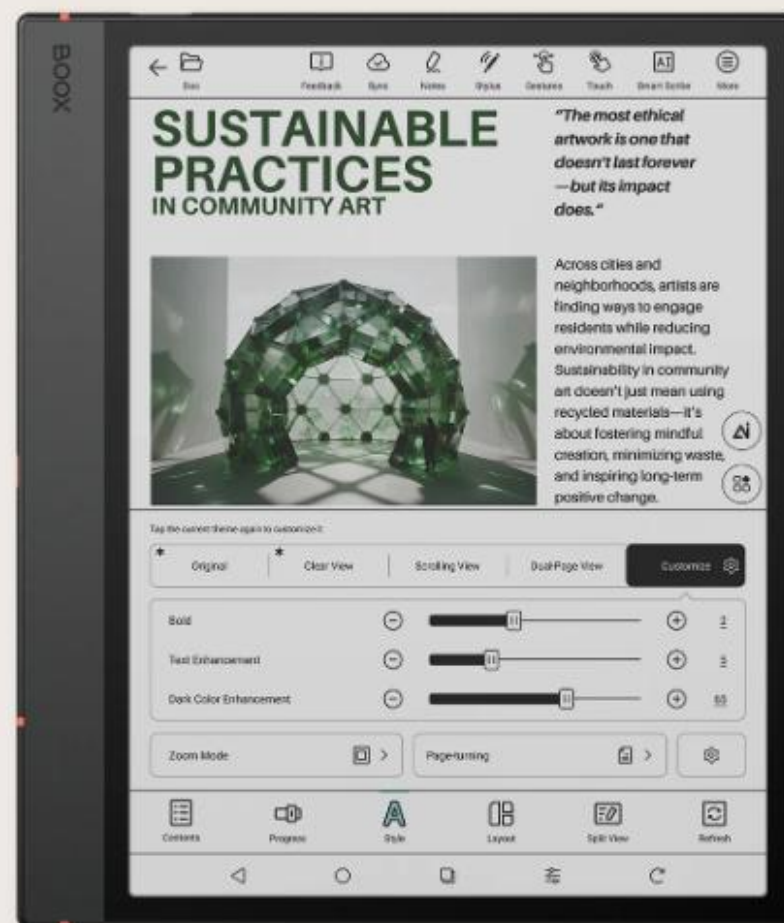 BOOX
Doc
Feedback
Sync
Notes
Stylus
Gestures
Touch
Smart Scribe
More
SUSTAINABLE
PRACTICES
IN COMMUNITY ART
“The most ethical
artwork is one that
doesn't last forever
—but its impact
does.“
Across cities and
neighborhoods, artists are
finding ways to engage
residents while reducing
environmental impact.
Sustainability in community
art doesn't just mean using
recycled materials—it's
about fostering mindful
creation, minimizing waste,
and inspiring long-term
positive change.
AI
Tap the current theme again to customize it
Original
Clear View
Scrolling View
Dual-Page View
Customize
Bold
Text Enhancement
Dark Color Enhancement
Zoom Mode
Page-turning
Contents
Progress
Style
Layout
Split View
Refresh